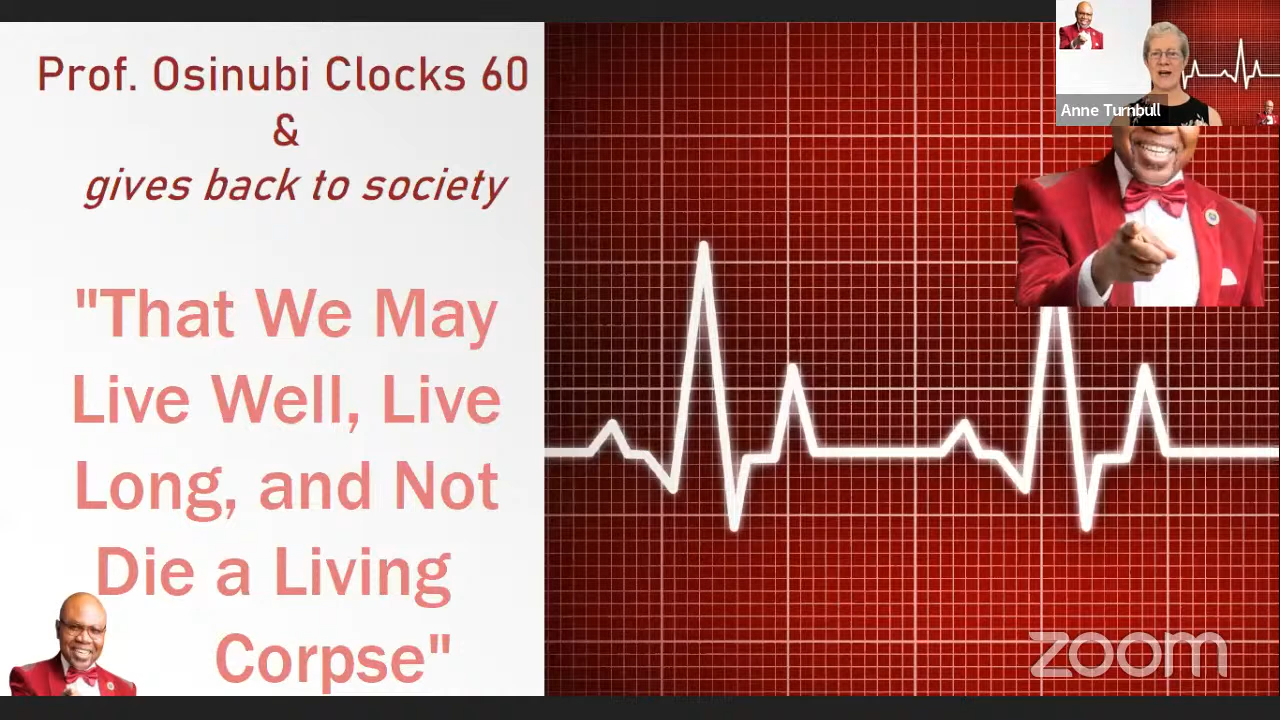 Prof. Osinubi Clocks 60
&
gives back to society
"That We May
Live Well, Live
Long, and Not
Die a Living
Corpse"
Anne Turnbull
zoom